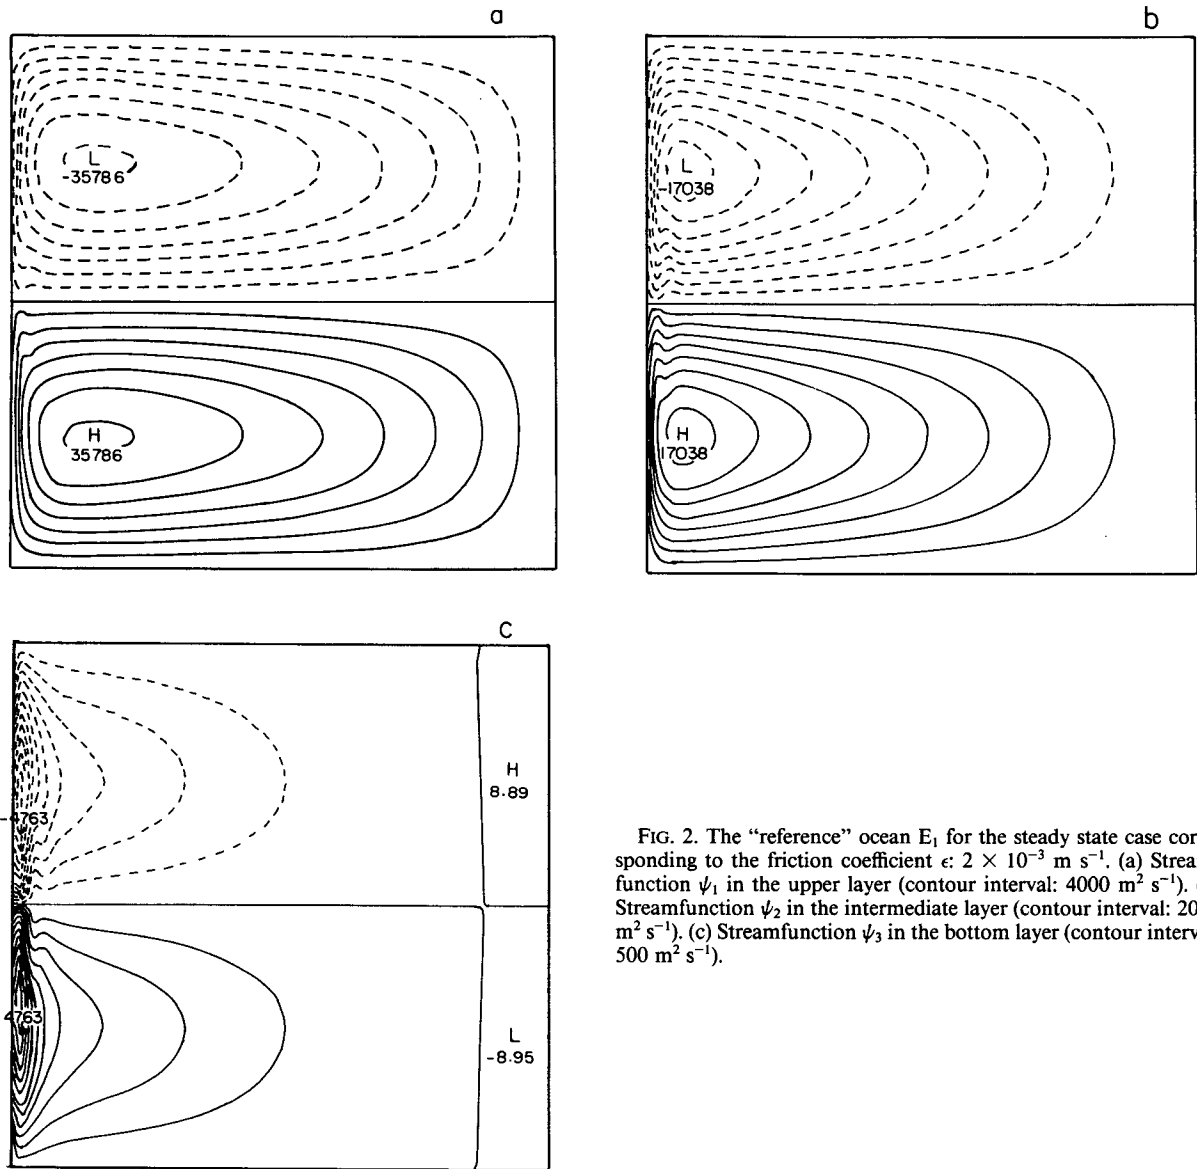 a
b
L
-35786
L
-17038
H
35786
H
17038
C
H
8.89
-4763
4763
L
-8.95
FIG. 2. The "reference" ocean E₁ for the steady state case con
sponding to the friction coefficient ϵ: 2 × 10⁻³ m s⁻¹. (a) Strea
function ψ₁ in the upper layer (contour interval: 4000 m² s⁻¹).
Streamfunction ψ₂ in the intermediate layer (contour interval: 20
m² s⁻¹). (c) Streamfunction ψ₃ in the bottom layer (contour interv
500 m² s⁻¹).